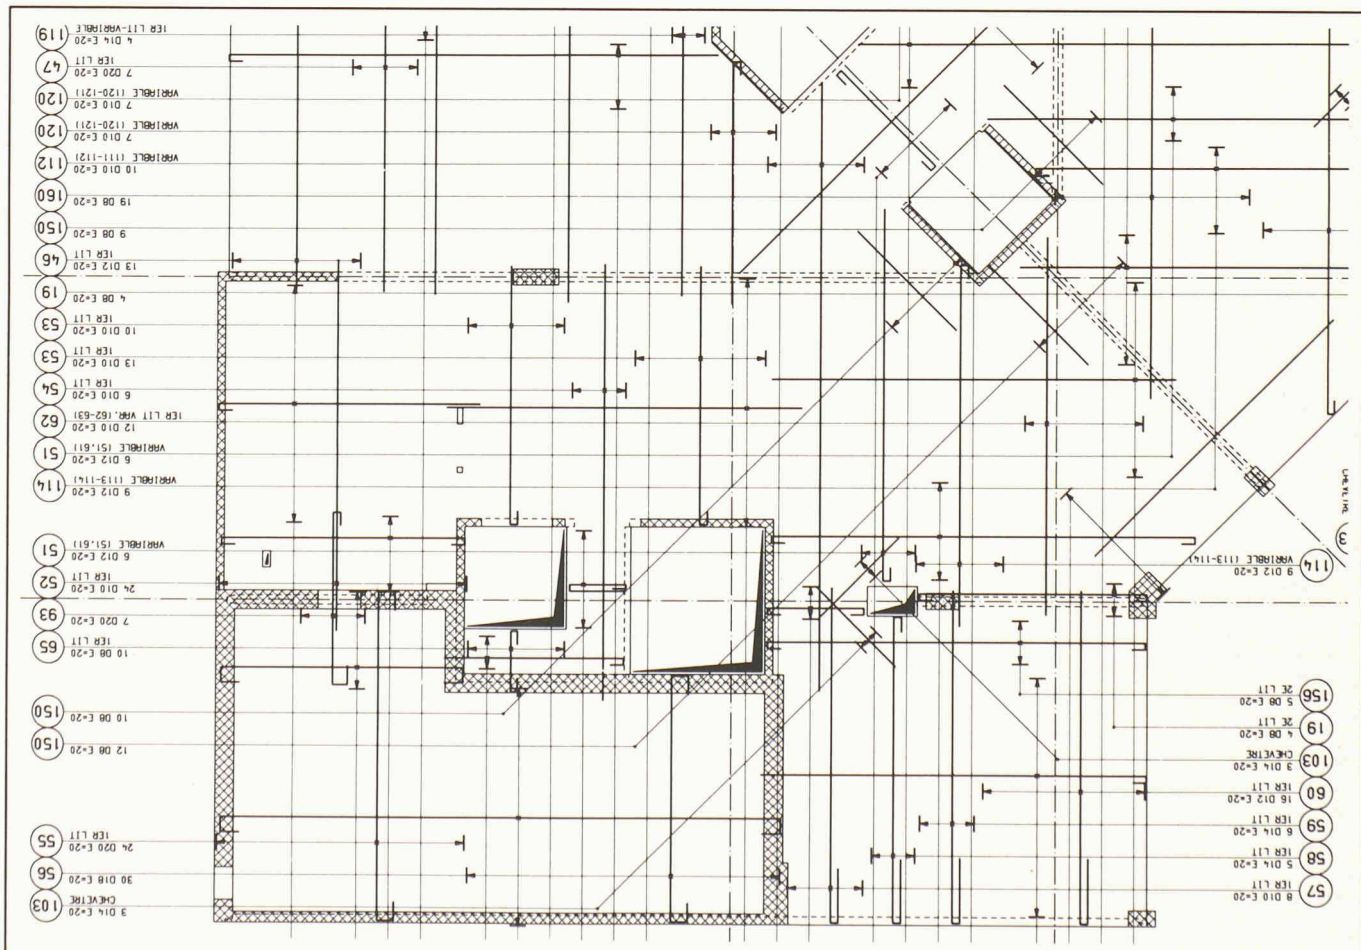 119
4 D14 E=20
1ER LIT-VARIABLE
47
7 D20 E=20
1ER LIT
120
7 D10 E=20
VARIABLE (120-121)
120
7 D10 E=20
VARIABLE (120-121)
112
10 D10 E=20
VARIABLE (111-112)
160
19 D8 E=20
150
9 D8 E=20
46
13 D12 E=20
1ER LIT
19
4 D8 E=20
53
10 D10 E=20
1ER LIT
53
13 D10 E=20
1ER LIT
54
6 D10 E=20
1ER LIT
62
12 D10 E=20
1ER LIT VAR. (62-63)
51
6 D12 E=20
VARIABLE (51.61)
114
9 D12 E=20
VARIABLE (113-114)
51
6 D12 E=20
VARIABLE (51.61)
52
24 D10 E=20
1ER LIT
93
7 D20 E=20
65
10 D8 E=20
1ER LIT
150
10 D8 E=20
150
12 D8 E=20
55
24 D20 E=20
1ER LIT
56
30 D18 E=20
103
3 D14 E=20
CHEVETRE
3
114
9 D12 E=20
VARIABLE (113-114)
156
5 D8 E=20
2E LIT
19
4 D8 E=20
2E LIT
103
3 D14 E=20
CHEVETRE
60
16 D12 E=20
1ER LIT
59
6 D14 E=20
1ER LIT
58
5 D14 E=20
1ER LIT
57
8 D10 E=20
1ER LIT